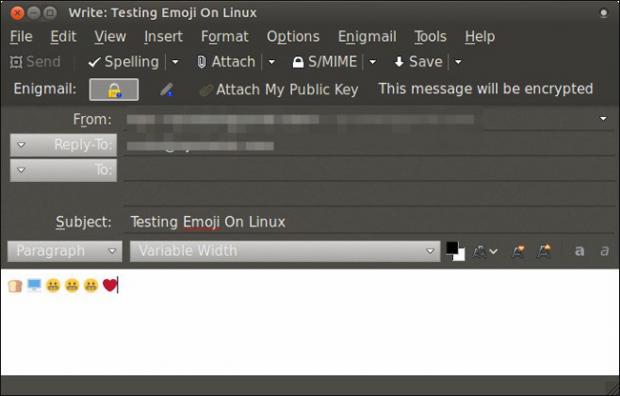 Write: Testing Emoji On Linux
File Edit View Insert Format Options Enigmail Tools Help
Send Spelling Attach S/MIME Save
Enigmail: Attach My Public Key This message will be encrypted
From:
Reply-To:
To:
Subject: Testing Emoji On Linux
Paragraph Variable Width a a
🍞 🖥 😬 😬 😬 ❤